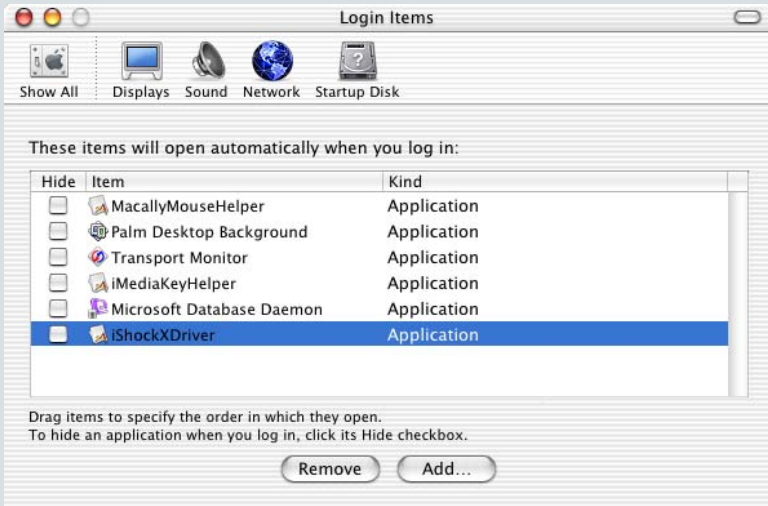 Login Items
Show All Displays Sound Network Startup Disk
These items will open automatically when you log in:
Hide Item Kind
MacallyMouseHelper Application
Palm Desktop Background Application
Transport Monitor Application
iMediaKeyHelper Application
Microsoft Database Daemon Application
iShockXDriver Application
Drag items to specify the order in which they open.
To hide an application when you log in, click its Hide checkbox.
Remove Add...